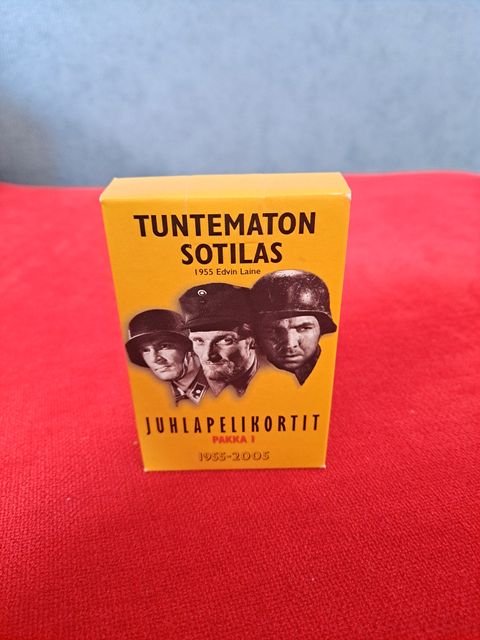 TUNTEMATON
SOTILAS
1955 Edvin Laine
JUHLAPELIKORTIT
PAKKA 1
1955-2005